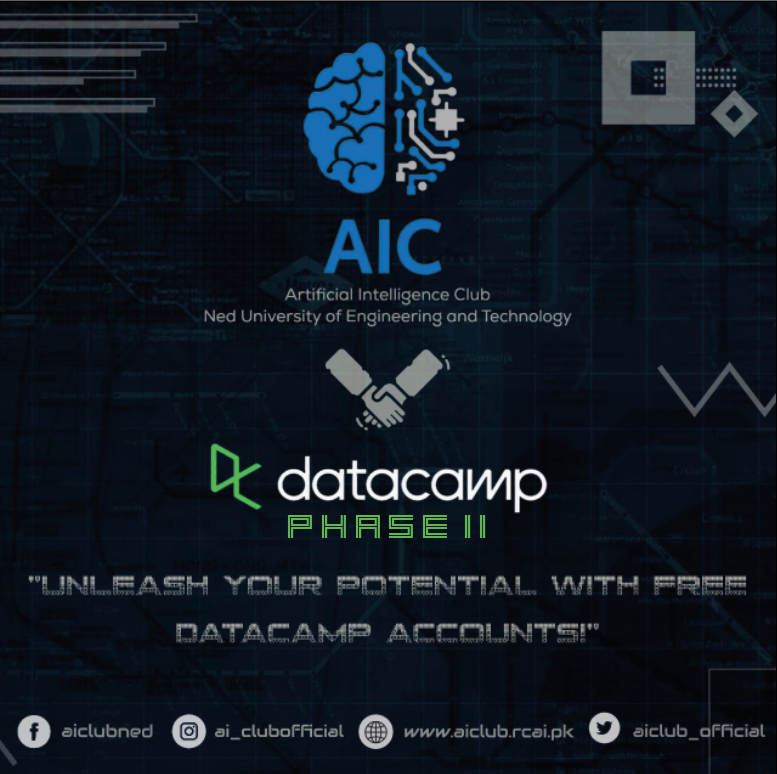 AIC
Artificial Intelligence Club
Ned University of Engineering and Technology
datacamp
PHASE II
"UNLEASH YOUR POTENTIAL WITH FREE
DATACAMP ACCOUNTS!"
aiclubned ai_clubofficial www.aiclub.rcai.pk aiclub_official